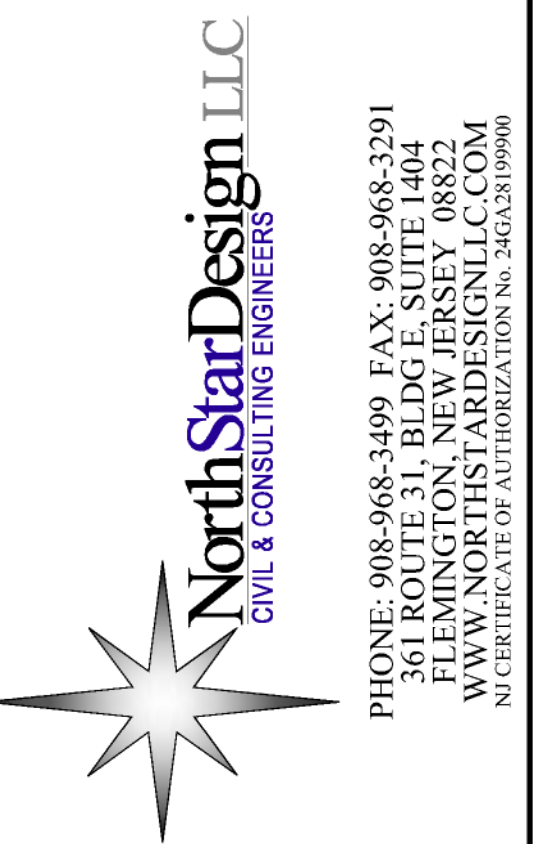 NorthStarDesign LLC
CIVIL & CONSULTING ENGINEERS
PHONE: 908-968-3499 FAX: 908-968-3291
361 ROUTE 31, BLDG E, SUITE 1404
FLEMINGTON, NEW JERSEY 08822
WWW.NORTHSTARDESIGNLLC.COM
NJ CERTIFICATE OF AUTHORIZATION No. 24GA28199900